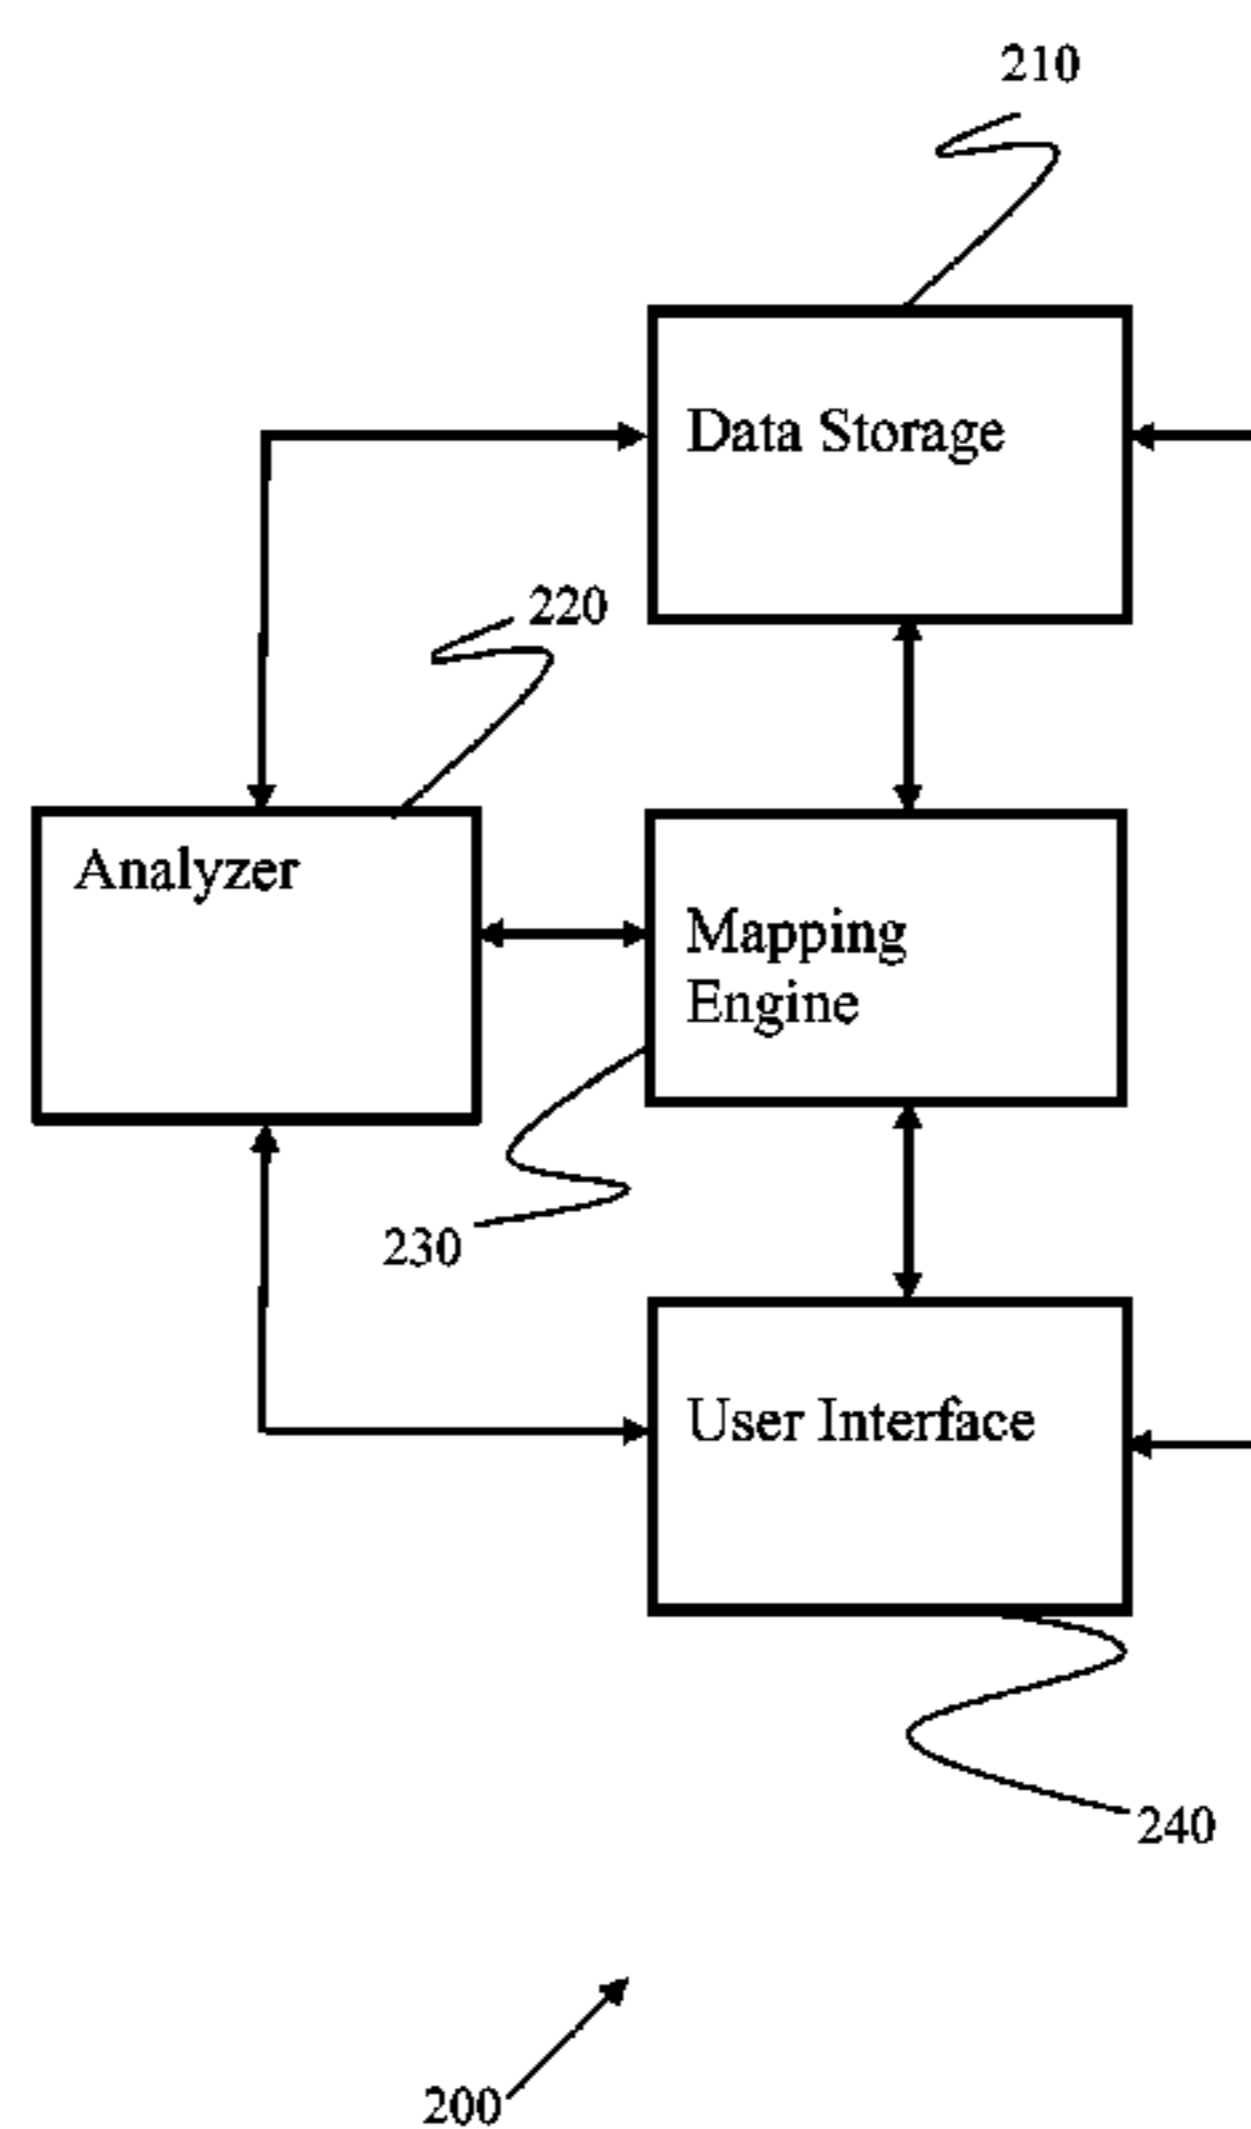 210
Data Storage
220
Analyzer
Mapping
Engine
230
User Interface
240
200